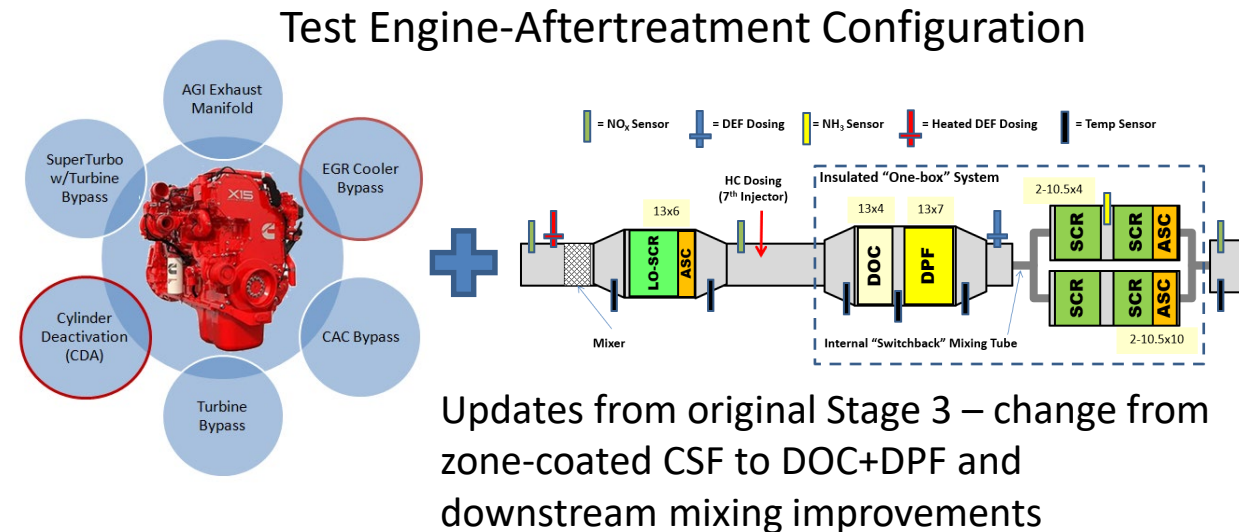 Test Engine-Aftertreatment Configuration
AGI Exhaust
Manifold
EGR Cooler
Bypass
CAC Bypass
Turbine
Bypass
Cylinder
Deactivation
(CDA)
SuperTurbo
w/Turbine
Bypass
X15
= NOX Sensor
= DEF Dosing
= NH3 Sensor
= Heated DEF Dosing
= Temp Sensor
HC Dosing
(7th Injector)
Insulated “One-box” System
13x6
13x4
13x7
2-10.5x4
LO-SCR
ASC
DOC
DPF
SCR
SCR
ASC
SCR
SCR
ASC
Mixer
Internal “Switchback” Mixing Tube
2-10.5x10
Updates from original Stage 3 – change from
zone-coated CSF to DOC+DPF and
downstream mixing improvements